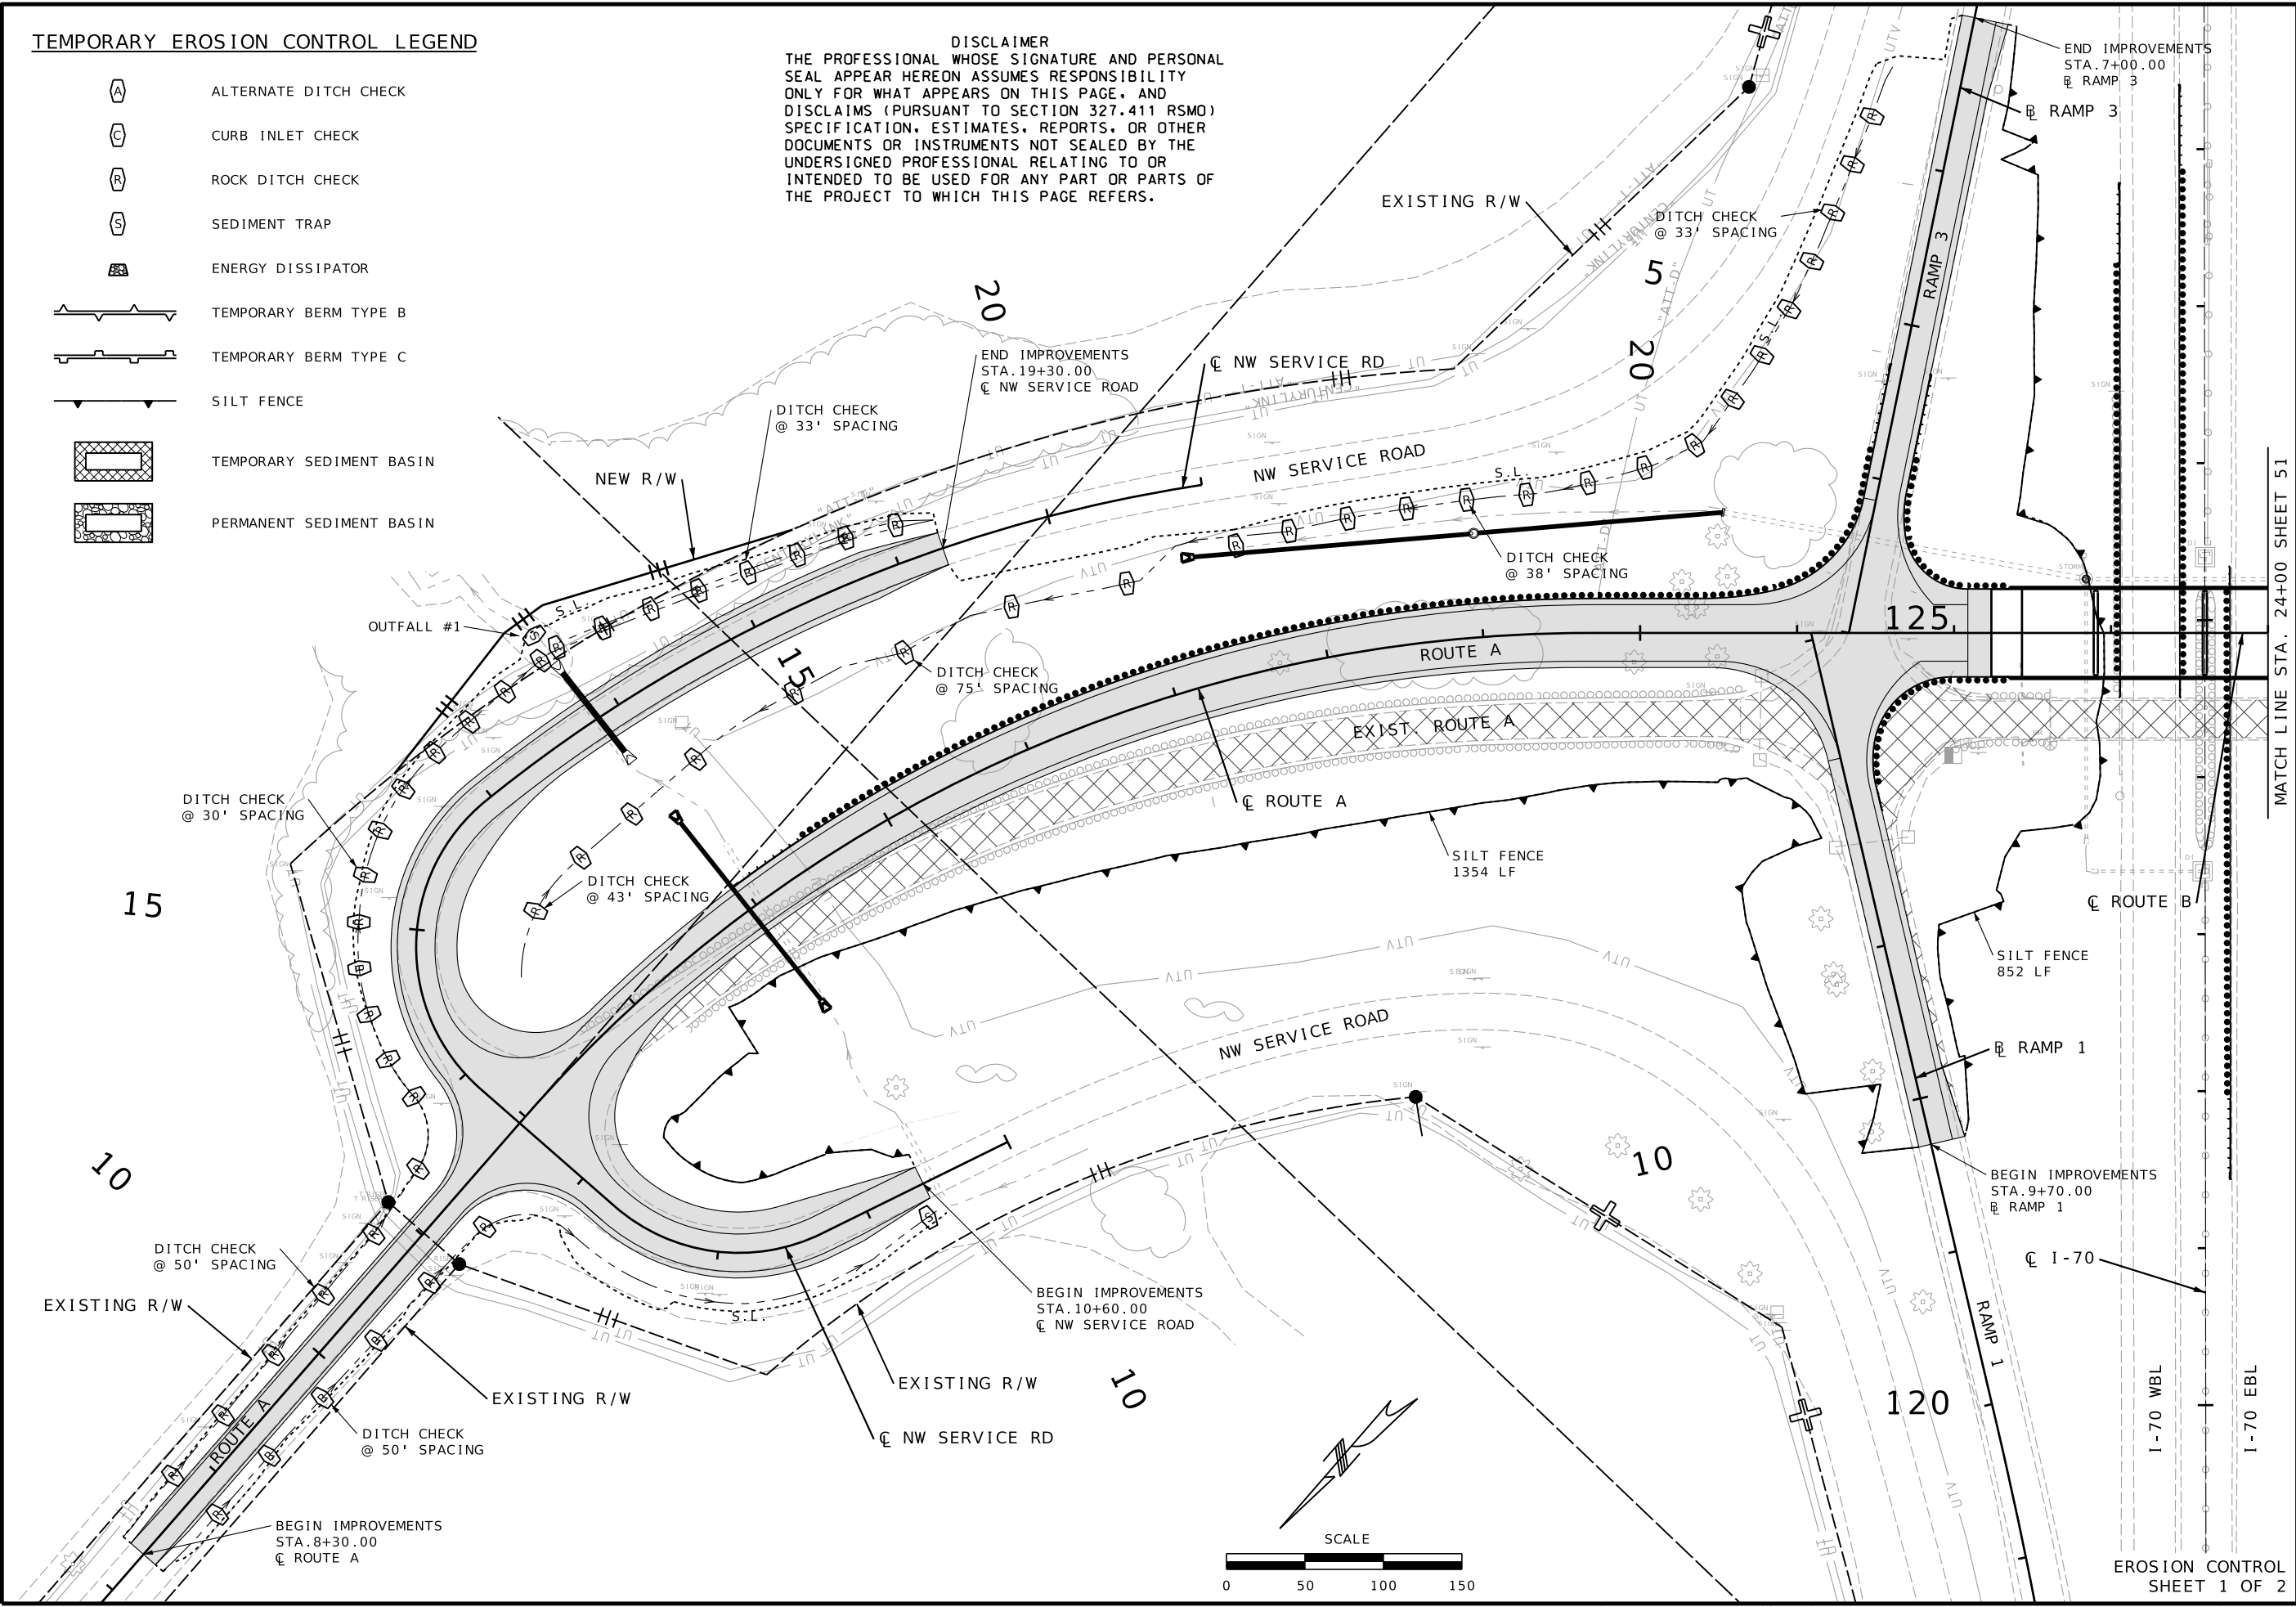 TEMPORARY EROSION CONTROL LEGEND
A ALTERNATE DITCH CHECK
C CURB INLET CHECK
R ROCK DITCH CHECK
S SEDIMENT TRAP
ENERGY DISSIPATOR
TEMPORARY BERM TYPE B
TEMPORARY BERM TYPE C
SILT FENCE
TEMPORARY SEDIMENT BASIN
PERMANENT SEDIMENT BASIN
DISCLAIMER
THE PROFESSIONAL WHOSE SIGNATURE AND PERSONAL
SEAL APPEAR HEREON ASSUMES RESPONSIBILITY
ONLY FOR WHAT APPEARS ON THIS PAGE, AND
DISCLAIMS (PURSUANT TO SECTION 327.411 RSMO)
SPECIFICATION, ESTIMATES, REPORTS, OR OTHER
DOCUMENTS OR INSTRUMENTS NOT SEALED BY THE
UNDERSIGNED PROFESSIONAL RELATING TO OR
INTENDED TO BE USED FOR ANY PART OR PARTS OF
THE PROJECT TO WHICH THIS PAGE REFERS.
END IMPROVEMENTS
STA.7+00.00
℄ RAMP 3
℄ RAMP 3
RAMP 3
EXISTING R/W
DITCH CHECK
@ 33' SPACING
5
20
20
END IMPROVEMENTS
STA.19+30.00
℄ NW SERVICE ROAD
℄ NW SERVICE RD
DITCH CHECK
@ 33' SPACING
NEW R/W
NW SERVICE ROAD
S.L.
S.L.
S.L.
DITCH CHECK
@ 38' SPACING
OUTFALL #1
15
DITCH CHECK
@ 75' SPACING
ROUTE A
125
EXIST. ROUTE A
℄ ROUTE A
MATCH LINE STA. 24+00 SHEET 51
DITCH CHECK
@ 30' SPACING
SILT FENCE
1354 LF
DITCH CHECK
@ 43' SPACING
15
℄ ROUTE B
SILT FENCE
852 LF
NW SERVICE ROAD
℄ RAMP 1
10
10
BEGIN IMPROVEMENTS
STA.9+70.00
℄ RAMP 1
DITCH CHECK
@ 50' SPACING
℄ I-70
EXISTING R/W
S.L.
BEGIN IMPROVEMENTS
STA.10+60.00
℄ NW SERVICE ROAD
RAMP 1
EXISTING R/W
EXISTING R/W
10
120
I-70 WBL
I-70 EBL
ROUTE A
DITCH CHECK
@ 50' SPACING
℄ NW SERVICE RD
BEGIN IMPROVEMENTS
STA.8+30.00
℄ ROUTE A
SCALE
0 50 100 150
EROSION CONTROL
SHEET 1 OF 2